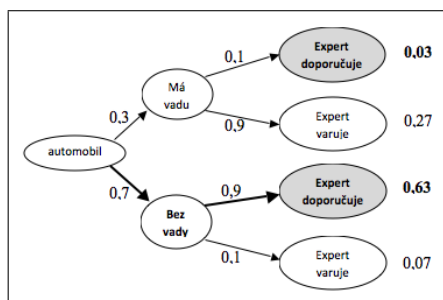 Expert
doporučuje
0,03
0,1
Má
vadu
0,3
0,9
Expert
varuje
0,27
automobil
0,7
0,9
Expert
doporučuje
0,63
Bez
vady
0,1
Expert
varuje
0,07